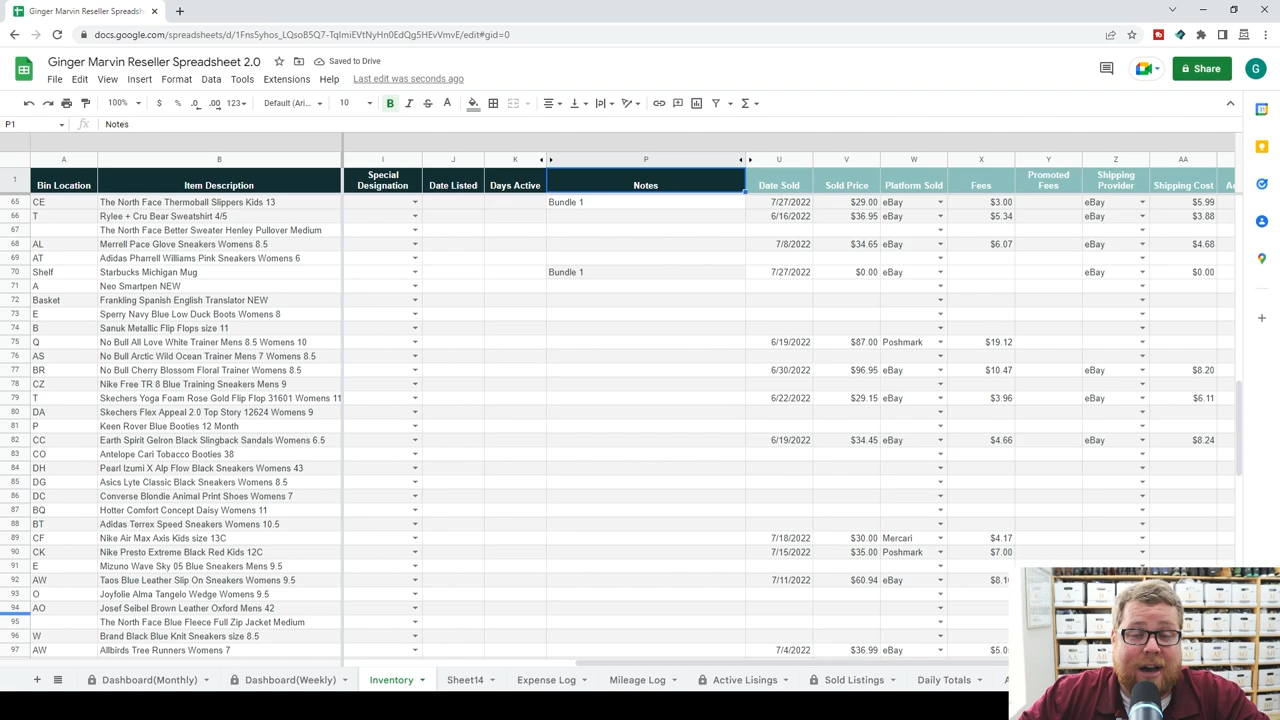 Ginger Marvin Reseller Spreadsh
docs.google.com/spreadsheets/d/1Fns5yhos_LQsoB5Q7-TqImiEVtNyHn0EdQg5HEvVmvE/edit#gid=0
Ginger Marvin Reseller Spreadsheet 2.0 Saved to Drive
File Edit View Insert Format Data Tools Extensions Help Last edit was seconds ago
Share G
100% $ % .0 .00 123 Default (Ari... 10 B I S A
P1 fx Notes
A B I J K P U V W X Y Z AA
1 Bin Location Item Description Special Designation Date Listed Days Active Notes Date Sold Sold Price Platform Sold Fees Promoted Fees Shipping Provider Shipping Cost
65 CE The North Face Thermoball Slippers Kids 13 Bundle 1 7/27/2022 $29.00 eBay $3.00 eBay $5.99
66 T Rylee + Cru Bear Sweatshirt 4/5 6/16/2022 $36.95 eBay $5.34 eBay $3.88
67 The North Face Better Sweater Henley Pullover Medium
68 AL Merrell Pace Glove Sneakers Womens 8.5 7/8/2022 $34.65 eBay $6.07 eBay $4.68
69 AT Adidas Pharrell Williams Pink Sneakers Womens 6
70 Shelf Starbucks Michigan Mug Bundle 1 7/27/2022 $0.00 eBay eBay $0.00
71 A Neo Smartpen NEW
72 Basket Frankling Spanish English Translator NEW
73 E Sperry Navy Blue Low Duck Boots Womens 8
74 B Sanuk Metallic Flip Flops size 11
75 Q No Bull All Love White Trainer Mens 8.5 Womens 10 6/19/2022 $87.00 Poshmark $19.12
76 AS No Bull Arctic Wild Ocean Trainer Mens 7 Womens 8.5
77 BR No Bull Cherry Blossom Floral Trainer Womens 8.5 6/30/2022 $96.95 eBay $10.47 eBay $8.20
78 CZ Nike Free TR 8 Blue Training Sneakers Mens 9
79 T Skechers Yoga Foam Rose Gold Flip Flop 31601 Womens 11 6/22/2022 $29.15 eBay $3.96 eBay $6.11
80 DA Skechers Flex Appeal 2.0 Top Story 12624 Womens 9
81 P Keen Rover Blue Booties 12 Month
82 CC Earth Spirit Gelron Black Slingback Sandals Womens 6.5 6/19/2022 $34.45 eBay $4.66 eBay $8.24
83 CO Antelope Cari Tobacco Booties 38
84 DH Pearl Izumi X Alp Flow Black Sneakers Womens 43
85 DG Asics Lyte Classic Black Sneakers Womens 8.5
86 DC Converse Blondie Animal Print Shoes Womens 7
87 BQ Hotter Comfort Concept Daisy Womens 11
88 BT Adidas Terrex Speed Sneakers Womens 10.5
89 CF Nike Air Max Axis Kids size 13C 7/18/2022 $30.00 Mercari $4.17
90 CK Nike Presto Extreme Black Red Kids 12C 7/15/2022 $35.00 Poshmark $7.00
91 E Mizuno Wave Sky 05 Blue Sneakers Mens 9.5
92 AW Taos Blue Leather Slip On Sneakers Womens 9.5 7/11/2022 $60.94 eBay
93 O Joyfolie Alma Tangelo Wedge Womens 9.5
94 AO Josef Seibel Brown Leather Oxford Mens 42
95 The North Face Blue Fleece Full Zip Jacket Medium
96 W Brand Black Blue Knit Sneakers size 8.5
97 AW Allbirds Tree Runners Womens 7 7/4/2022 $36.99 eBay
Dashboard(Monthly) Dashboard(Weekly) Inventory Sheet14 Expense Log Mileage Log Active Lisings Sold Listings Daily Totals